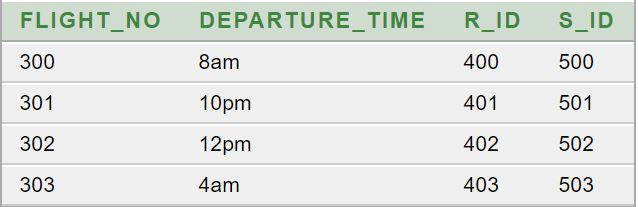 FLIGHT_NO DEPARTURE_TIME R_ID S_ID
300 8am 400 500
301 10pm 401 501
302 12pm 402 502
303 4am 403 503